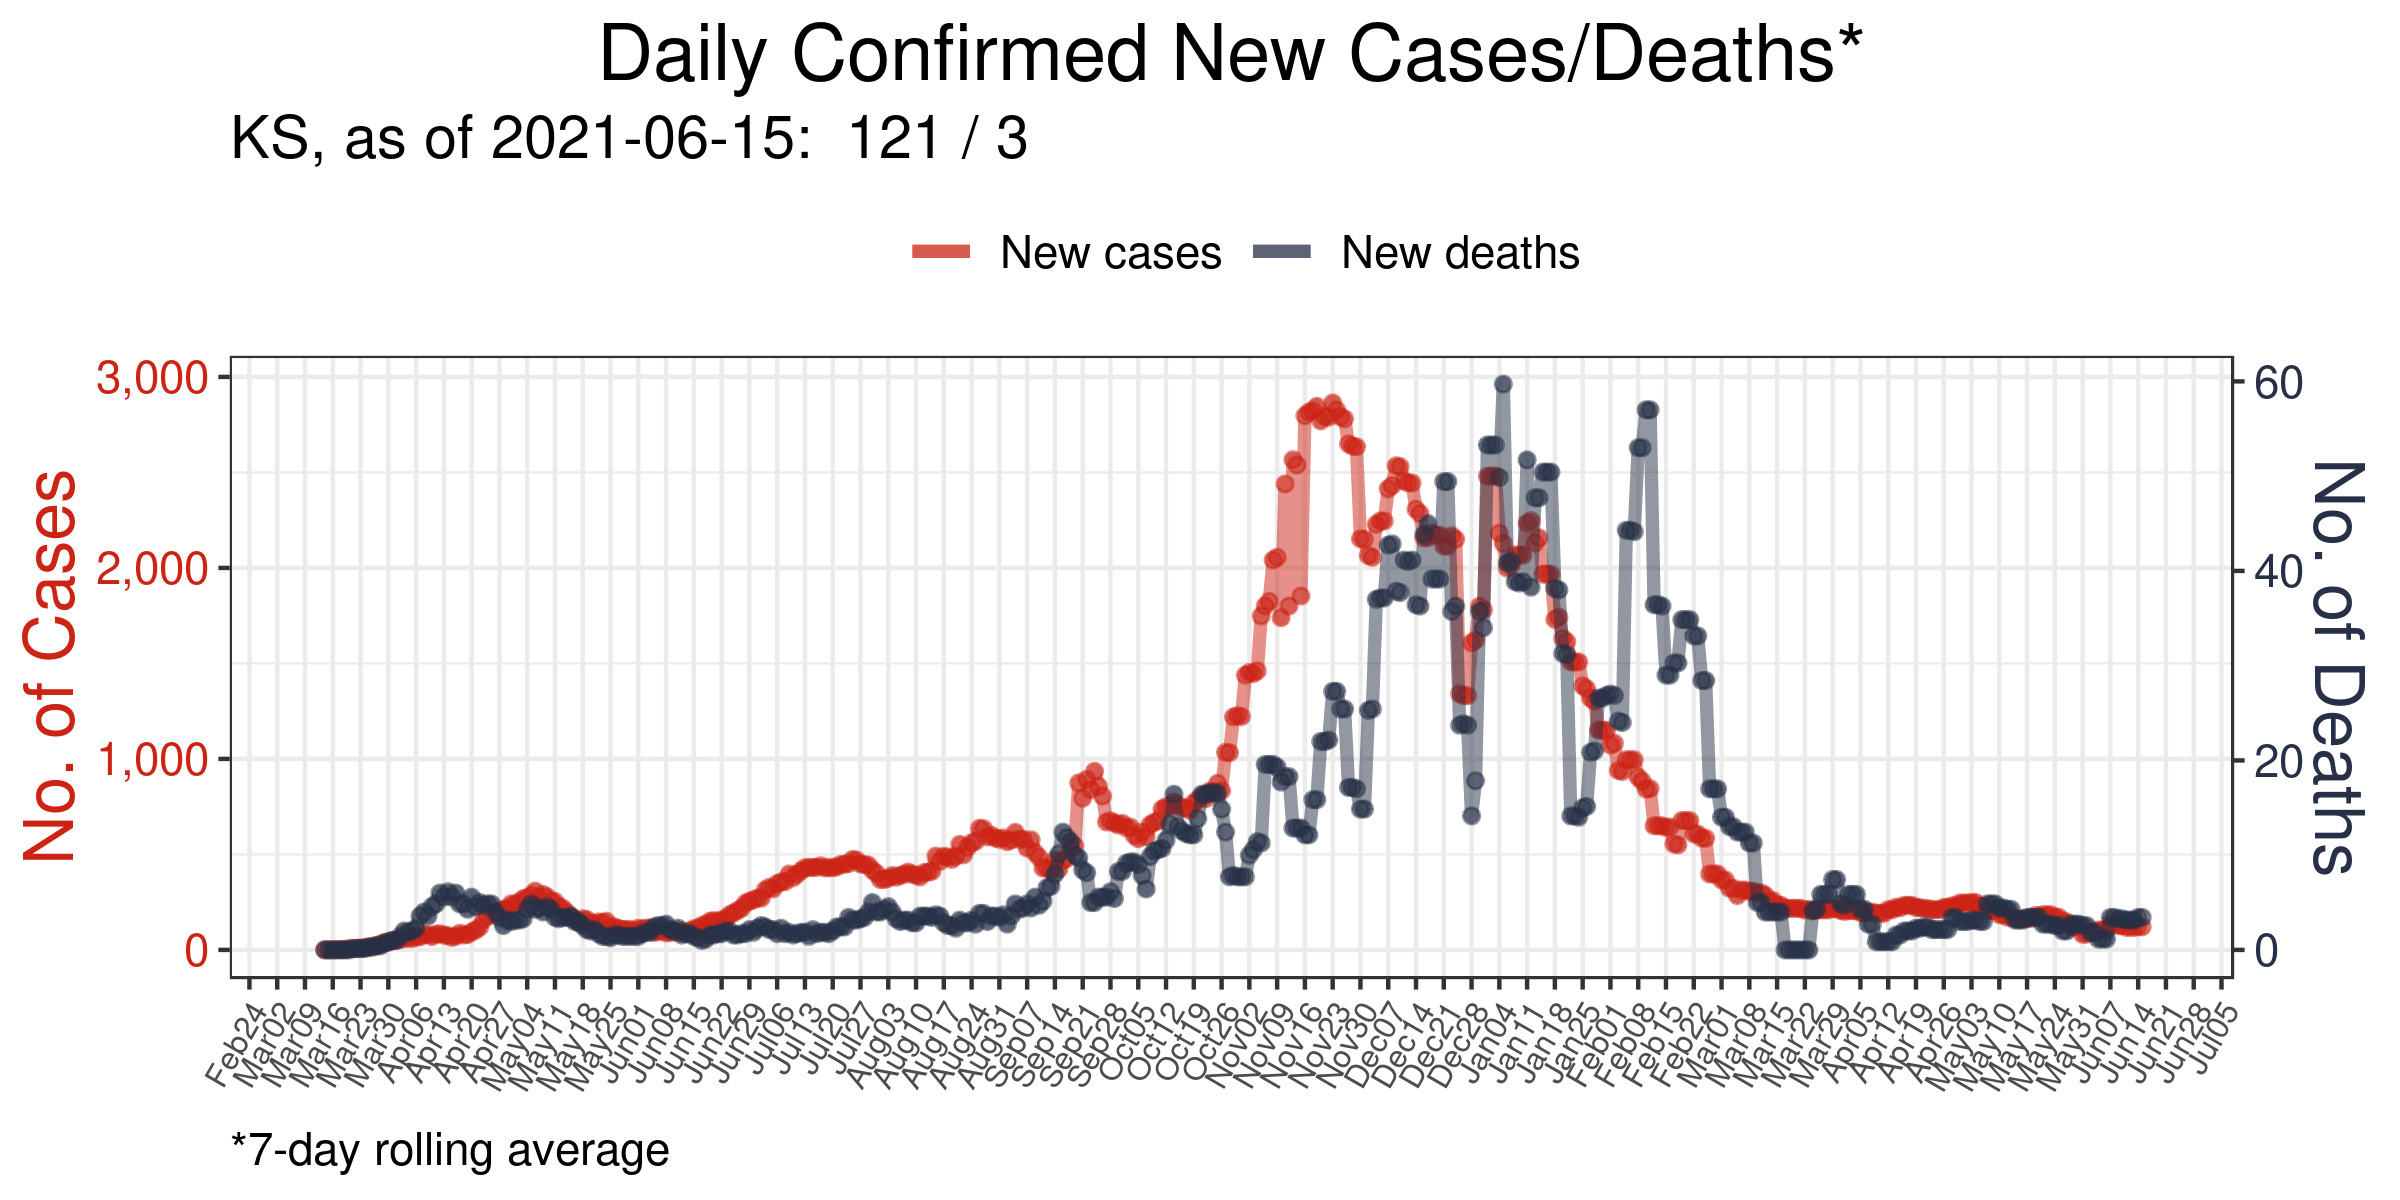 Daily Confirmed New Cases/Deaths*
KS, as of 2021-06-15:  121 / 3
New cases
New deaths
3,000
2,000
1,000
0
No. of Cases
60
40
20
0
No. of Deaths
Feb24
Mar02
Mar09
Mar16
Mar23
Mar30
Apr06
Apr13
Apr20
Apr27
May04
May11
May18
May25
Jun01
Jun08
Jun15
Jun22
Jun29
Jul06
Jul13
Jul20
Jul27
Aug03
Aug10
Aug17
Aug24
Aug31
Sep07
Sep14
Sep21
Sep28
Oct05
Oct12
Oct19
Oct26
Nov02
Nov09
Nov16
Nov23
Nov30
Dec07
Dec14
Dec21
Dec28
Jan04
Jan11
Jan18
Jan25
Feb01
Feb08
Feb15
Feb22
Mar01
Mar08
Mar15
Mar22
Mar29
Apr05
Apr12
Apr19
Apr26
May03
May10
May17
May24
May31
Jun07
Jun14
Jun21
Jun28
Jul05
*7-day rolling average